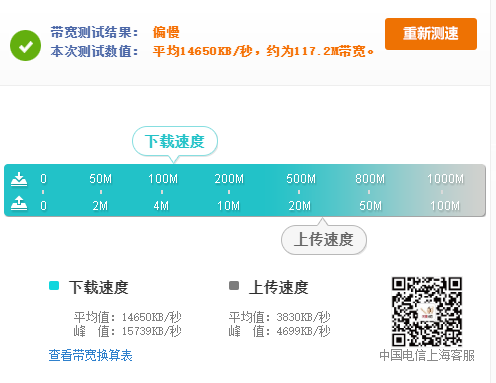 带宽测试结果： 偏慢
本次测试数值： 平均14650KB/秒，约为117.2M带宽。
重新测速
下载速度
0 50M 100M 200M 500M 800M 1000M
0 2M 4M 10M 20M 50M 100M
上传速度
下载速度
平均值：14650KB/秒
峰 值：15739KB/秒
查看带宽换算表
上传速度
平均值：3830KB/秒
峰 值：4699KB/秒
中国电信上海客服